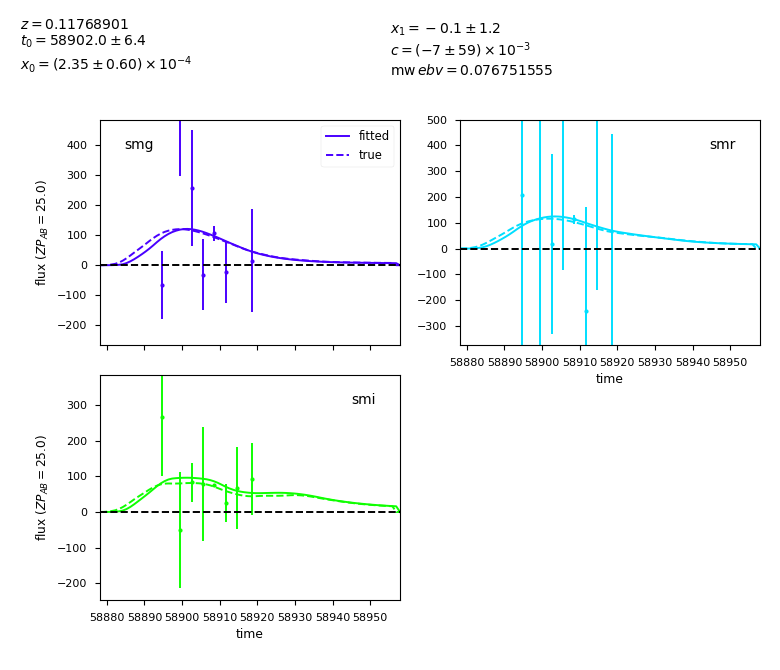 z = 0.11768901
t₀ = 58902.0 ± 6.4
x₀ = (2.35 ± 0.60) × 10⁻⁴
x₁ = − 0.1 ± 1.2
c = (−7 ± 59) × 10⁻³
mw ebv = 0.076751555
smg
fitted
true
400
300
200
100
0
−100
−200
flux (ZP_AB = 25.0)
smr
500
400
300
200
100
0
−100
−200
−300
58880 58890 58900 58910 58920 58930 58940 58950
time
smi
300
200
100
0
−100
−200
flux (ZP_AB = 25.0)
58880 58890 58900 58910 58920 58930 58940 58950
time